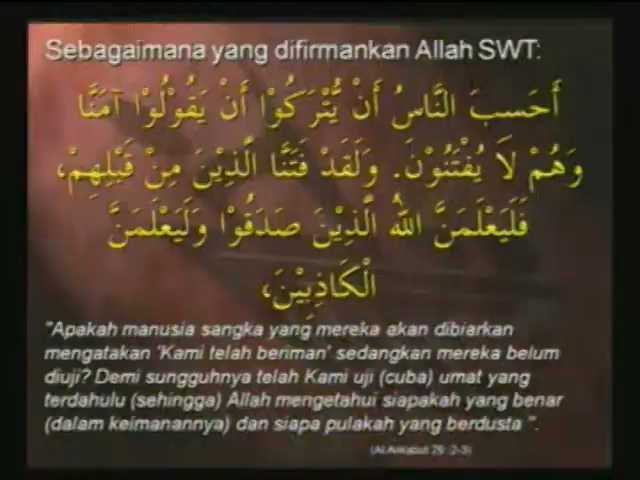 Sebagaimana yang difirmankan Allah SWT:
أَحَسِبَ النَّاسُ أَنْ يُّتْرَكُوْا أَنْ يَقُوْلُوْا آمَنَّا
وَهُمْ لاَ يُفْتَنُوْنَ. وَلَقَدْ فَتَنَّا الَّذِيْنَ مِنْ قَبْلِهِمْ،
فَلَيَعْلَمَنَّ اللهُ الَّذِيْنَ صَدَقُوْا وَلَيَعْلَمَنَّ
الْكَاذِبِيْنَ،
"Apakah manusia sangka yang mereka akan dibiarkan
mengatakan 'Kami telah beriman' sedangkan mereka belum
diuji? Demi sungguhnya telah Kami uji (cuba) umat yang
terdahulu (sehingga) Allah mengetahui siapakah yang benar
(dalam keimanannya) dan siapa pulakah yang berdusta ".
(Al Ankabut 29 :2-3)